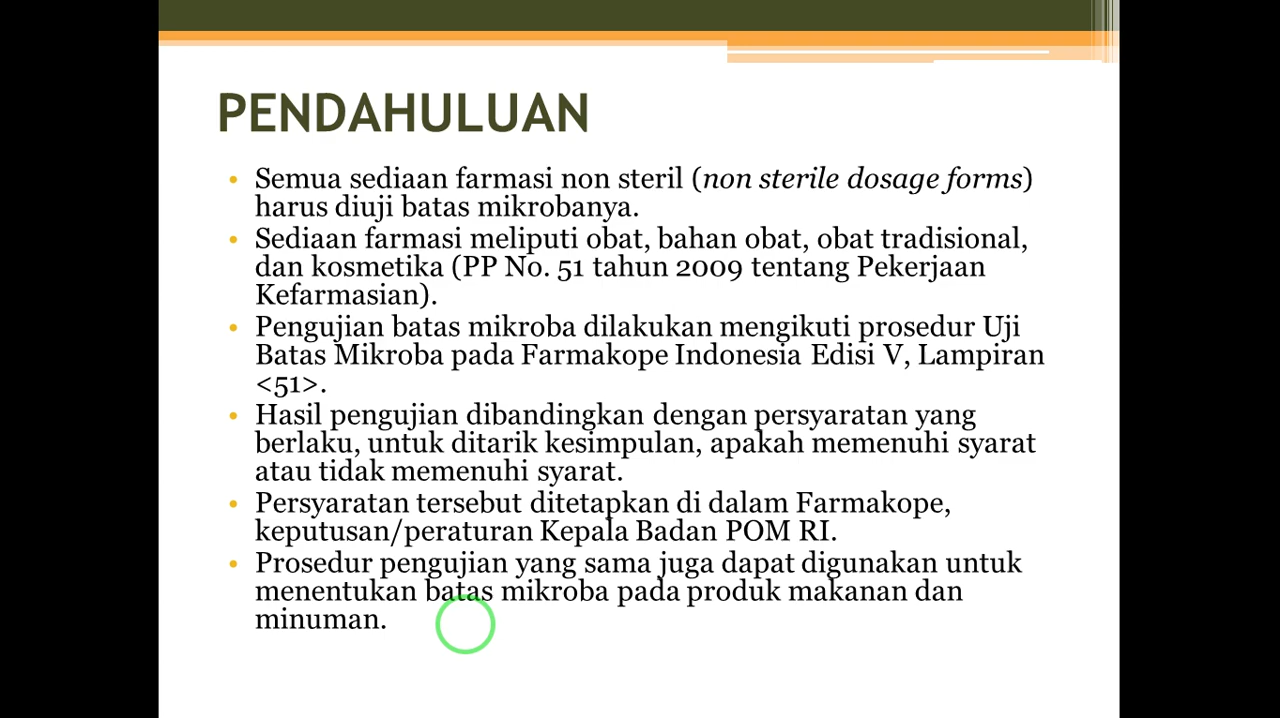 PENDAHULUAN
• Semua sediaan farmasi non steril (non sterile dosage forms)
harus diuji batas mikrobanya.
• Sediaan farmasi meliputi obat, bahan obat, obat tradisional,
dan kosmetika (PP No. 51 tahun 2009 tentang Pekerjaan
Kefarmasian).
• Pengujian batas mikroba dilakukan mengikuti prosedur Uji
Batas Mikroba pada Farmakope Indonesia Edisi V, Lampiran
<51>.
• Hasil pengujian dibandingkan dengan persyaratan yang
berlaku, untuk ditarik kesimpulan, apakah memenuhi syarat
atau tidak memenuhi syarat.
• Persyaratan tersebut ditetapkan di dalam Farmakope,
keputusan/peraturan Kepala Badan POM RI.
• Prosedur pengujian yang sama juga dapat digunakan untuk
menentukan batas mikroba pada produk makanan dan
minuman.